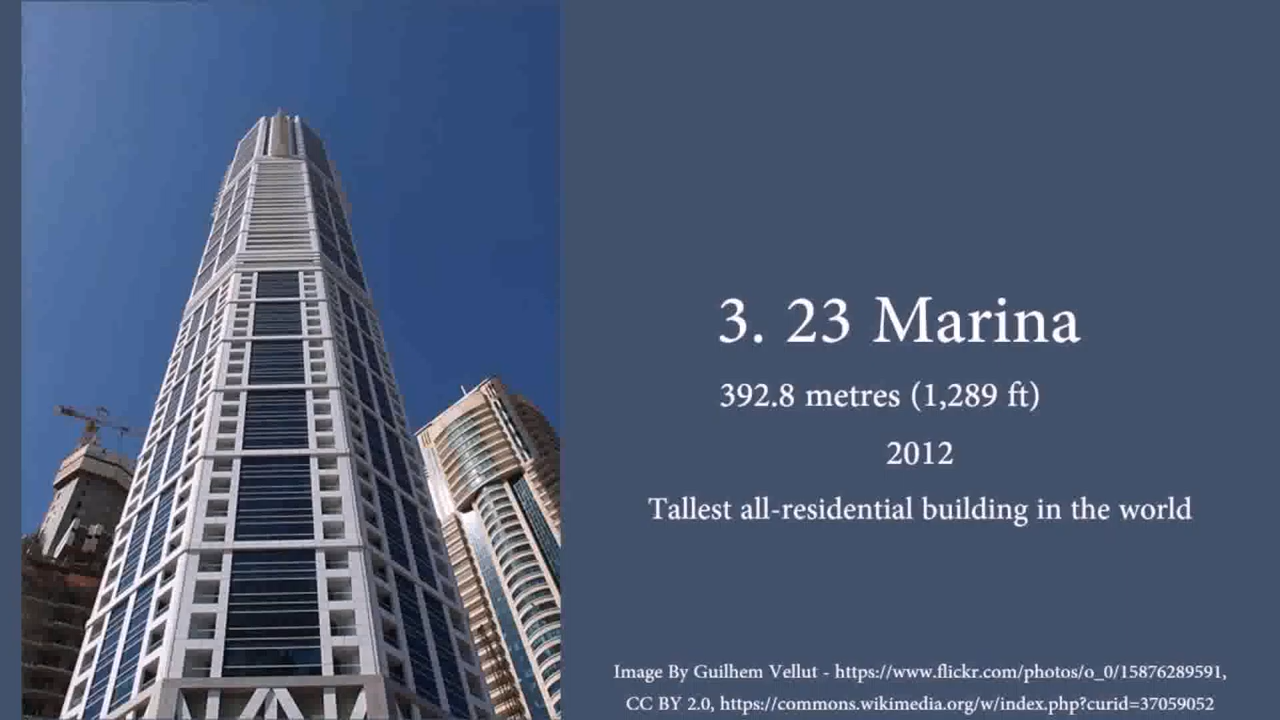 3. 23 Marina
392.8 metres (1,289 ft)
2012
Tallest all-residential building in the world
Image By Guilhem Vellut - https://www.flickr.com/photos/o_0/15876289591,
CC BY 2.0, https://commons.wikimedia.org/w/index.php?curid=37059052